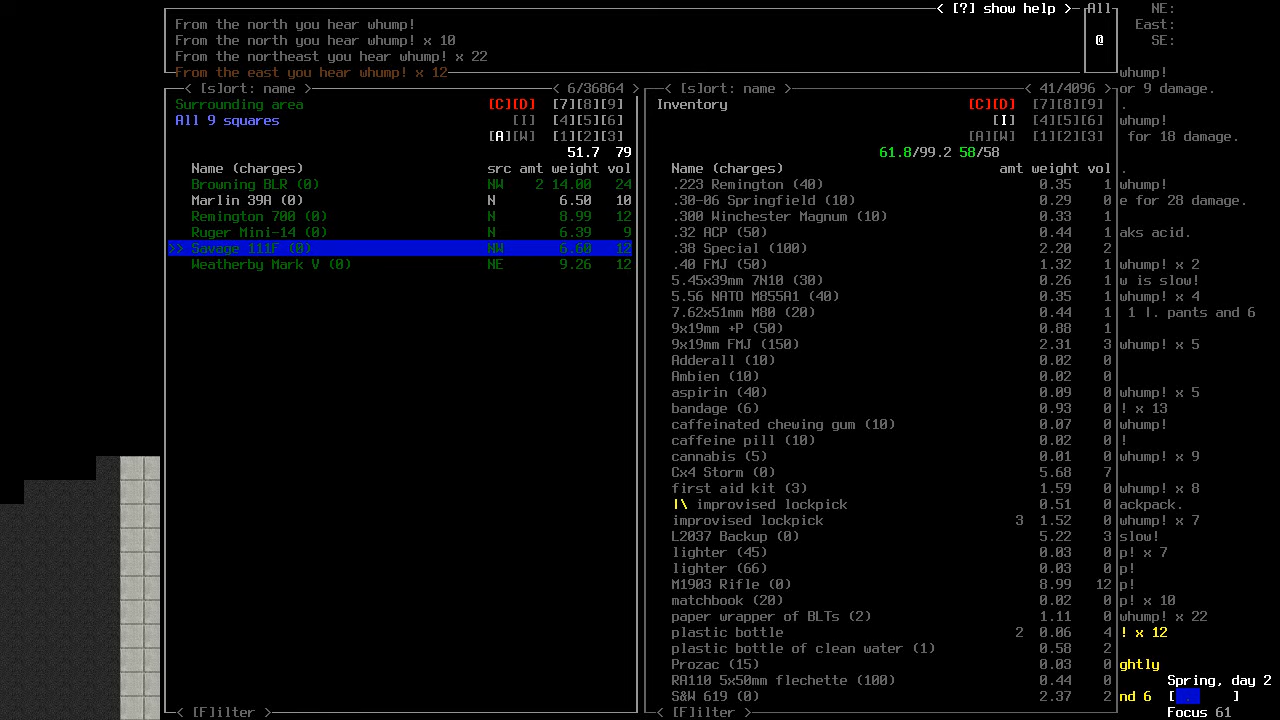 < [?] show help >
All
NE:
From the north you hear whump!
East:
From the north you hear whump! x 10
@
SE:
From the northeast you hear whump! x 22
From the east you hear whump! x 12
whump!
< [s]ort: name > < 6/36864 >
< [s]ort: name > < 41/4096 >
or 9 damage.
Surrounding area [C][D] [7][8][9]
Inventory [C][D] [7][8][9]
.
All 9 squares [I] [4][5][6]
[I] [4][5][6]
whump!
[A][W] [1][2][3]
[A][W] [1][2][3]
for 18 damage.
51.7 79
61.8/99.2 58/58
Name (charges) src amt weight vol
Name (charges) amt weight vol
.
Browning BLR (0) NW 2 14.00 24
.223 Remington (40) 0.35 1
whump!
Marlin 39A (0) N 6.50 10
.30-06 Springfield (10) 0.29 0
e for 28 damage.
Remington 700 (0) N 8.99 12
.300 Winchester Magnum (10) 0.33 1
Ruger Mini-14 (0) N 6.39 9
.32 ACP (50) 0.44 1
aks acid.
>> Savage 111F (0) NW 6.60 12
.38 Special (100) 2.20 2
Weatherby Mark V (0) NE 9.26 12
.40 FMJ (50) 1.32 1
whump! x 2
5.45x39mm 7N10 (30) 0.26 1
w is slow!
5.56 NATO M855A1 (40) 0.35 1
whump! x 4
7.62x51mm M80 (20) 0.44 1
1 l. pants and 6
9x19mm +P (50) 0.88 1
9x19mm FMJ (150) 2.31 3
whump! x 5
Adderall (10) 0.02 0
Ambien (10) 0.02 0
aspirin (40) 0.09 0
whump! x 5
bandage (6) 0.93 0
! x 13
caffeinated chewing gum (10) 0.07 0
whump!
caffeine pill (10) 0.02 0
!
cannabis (5) 0.01 0
whump! x 9
Cx4 Storm (0) 5.68 7
first aid kit (3) 1.59 0
whump! x 8
|\ improvised lockpick 0.51 0
ackpack.
improvised lockpick 3 1.52 0
whump! x 7
L2037 Backup (0) 5.22 3
slow!
lighter (45) 0.03 0
p! x 7
lighter (66) 0.03 0
p!
M1903 Rifle (0) 8.99 12
p!
matchbook (20) 0.02 0
p! x 10
paper wrapper of BLTs (2) 1.11 0
whump! x 22
plastic bottle 2 0.06 4
! x 12
plastic bottle of clean water (1) 0.58 2
Prozac (15) 0.03 0
ghtly
RA110 5x50mm flechette (100) 0.44 0
Spring, day 2
S&W 619 (0) 2.37 2
nd 6 [.. ]
< [F]ilter >
< [F]ilter >
Focus 61